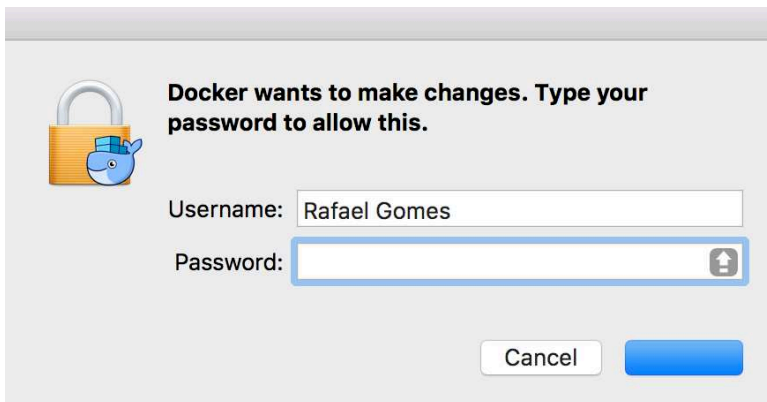 Docker wants to make changes. Type your
password to allow this.
Username: Rafael Gomes
Password:
Cancel